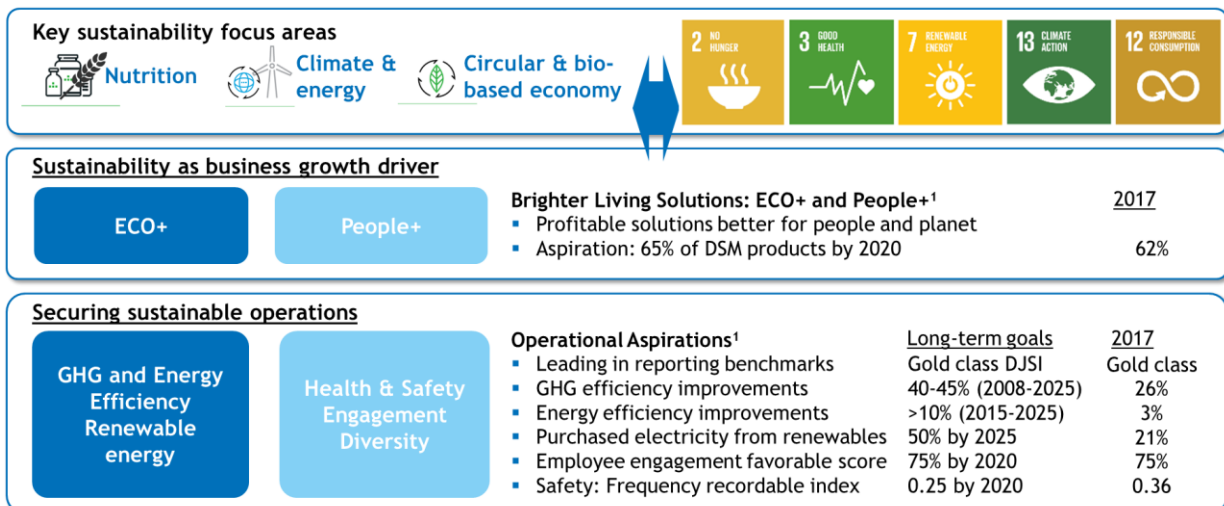 Key sustainability focus areas
Nutrition
Climate &
energy
Circular & bio-
based economy
2 NO
HUNGER
3 GOOD
HEALTH
7 RENEWABLE
ENERGY
13 CLIMATE
ACTION
12 RESPONSIBLE
CONSUMPTION
Sustainability as business growth driver
ECO+
People+
Brighter Living Solutions: ECO+ and People+¹ 2017
▪ Profitable solutions better for people and planet
▪ Aspiration: 65% of DSM products by 2020 62%
Securing sustainable operations
GHG and Energy
Efficiency
Renewable
energy
Health & Safety
Engagement
Diversity
Operational Aspirations¹ Long-term goals 2017
▪ Leading in reporting benchmarks Gold class DJSI Gold class
▪ GHG efficiency improvements 40-45% (2008-2025) 26%
▪ Energy efficiency improvements >10% (2015-2025) 3%
▪ Purchased electricity from renewables 50% by 2025 21%
▪ Employee engagement favorable score 75% by 2020 75%
▪ Safety: Frequency recordable index 0.25 by 2020 0.36